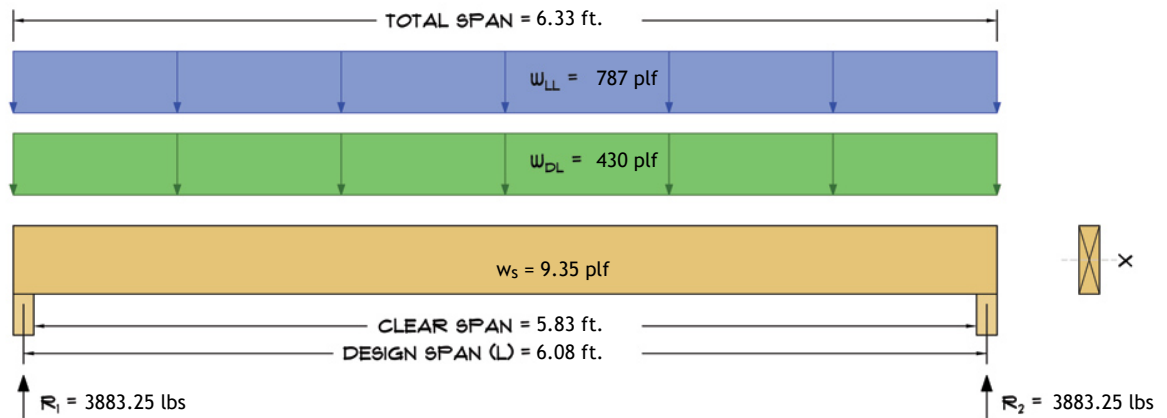 TOTAL SPAN = 6.33 ft.
WLL = 787 plf
WDL = 430 plf
ws = 9.35 plf
X
CLEAR SPAN = 5.83 ft.
DESIGN SPAN (L) = 6.08 ft.
R1 = 3883.25 lbs
R2 = 3883.25 lbs